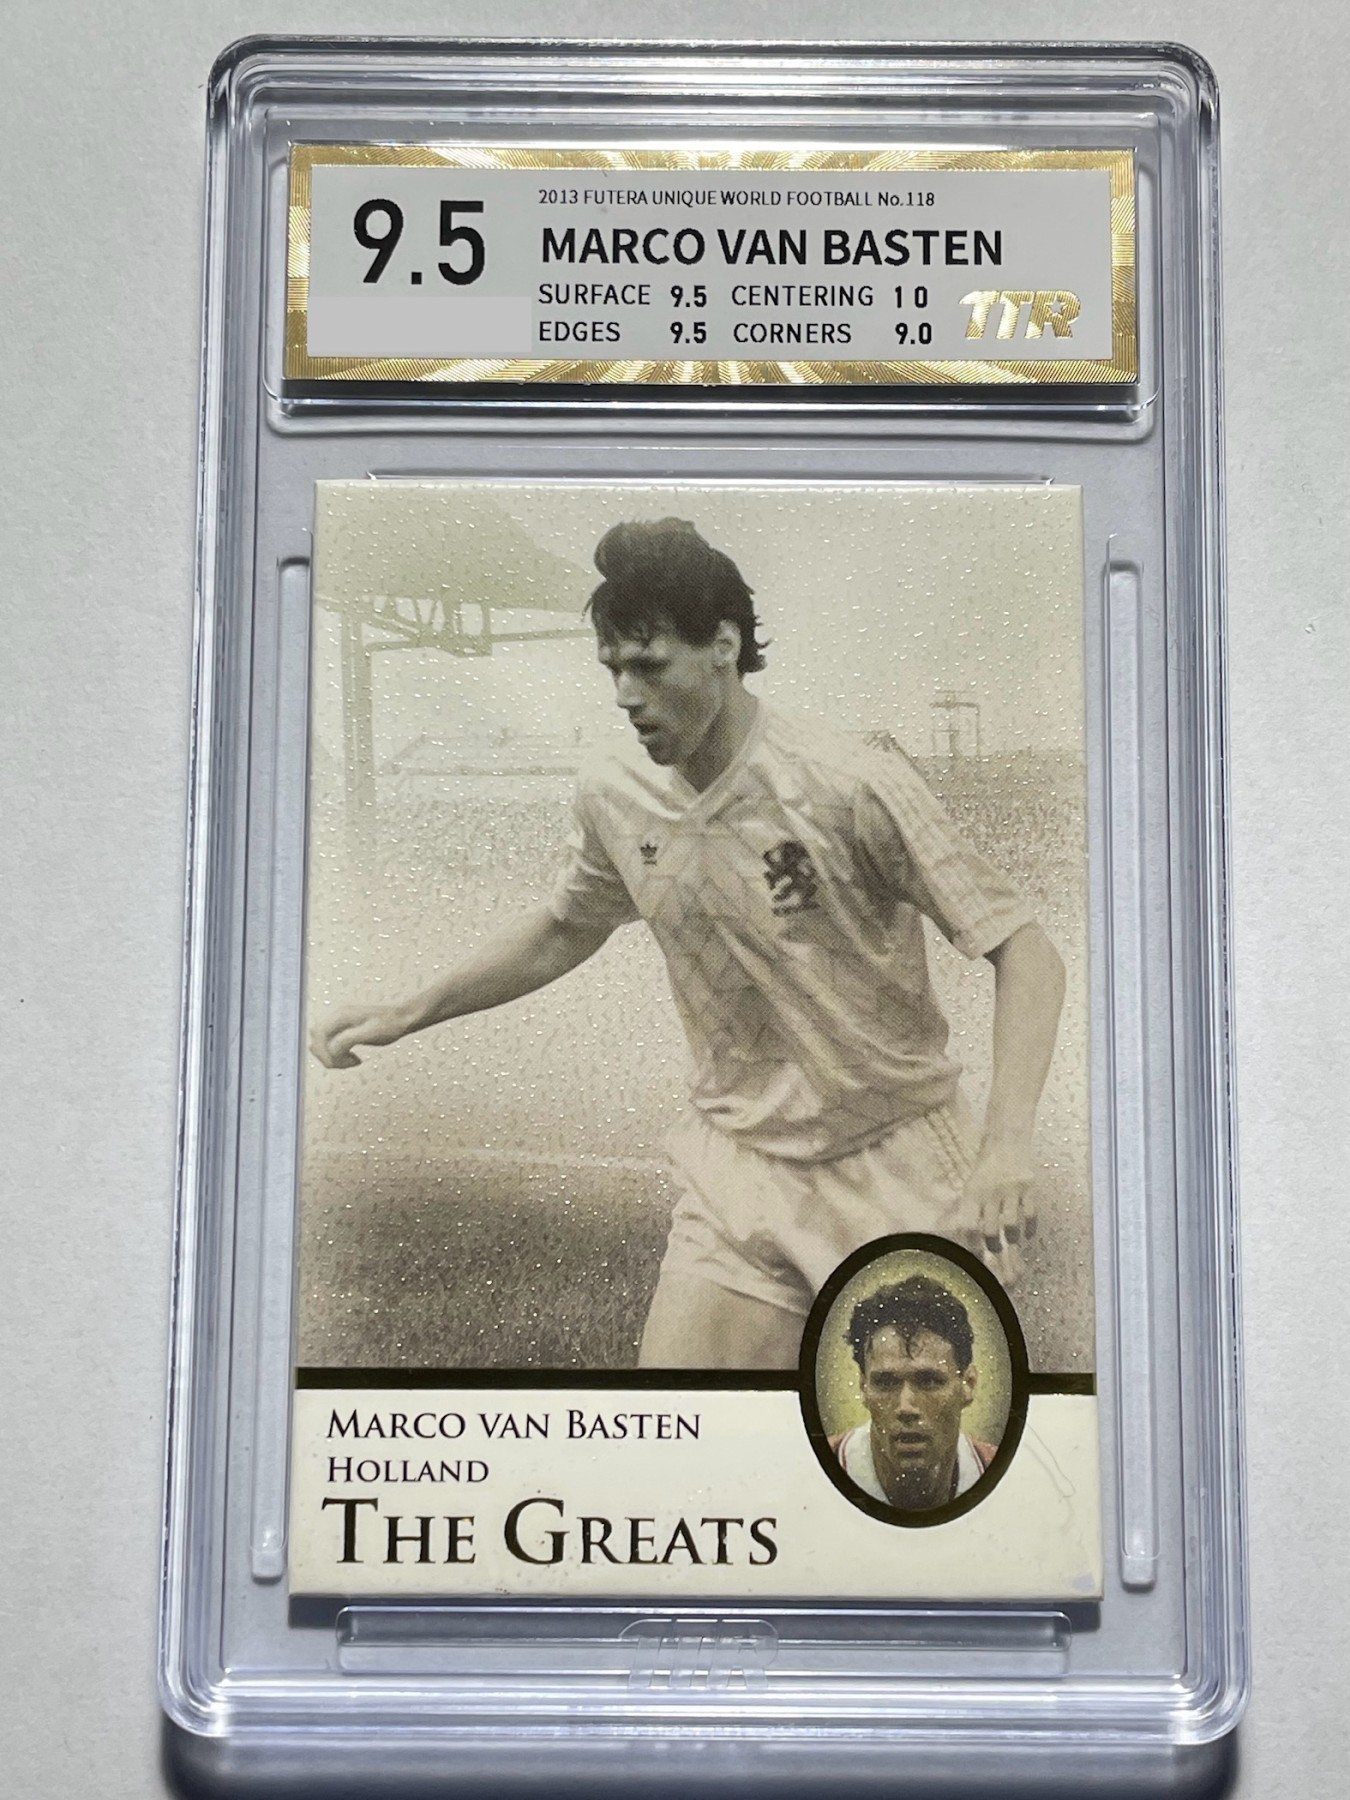 9.5
2013 FUTERA UNIQUE WORLD FOOTBALL No.118
MARCO VAN BASTEN
SURFACE 9.5 CENTERING 10
EDGES 9.5 CORNERS 9.0
TTR
MARCO VAN BASTEN
HOLLAND
THE GREATS
TTR